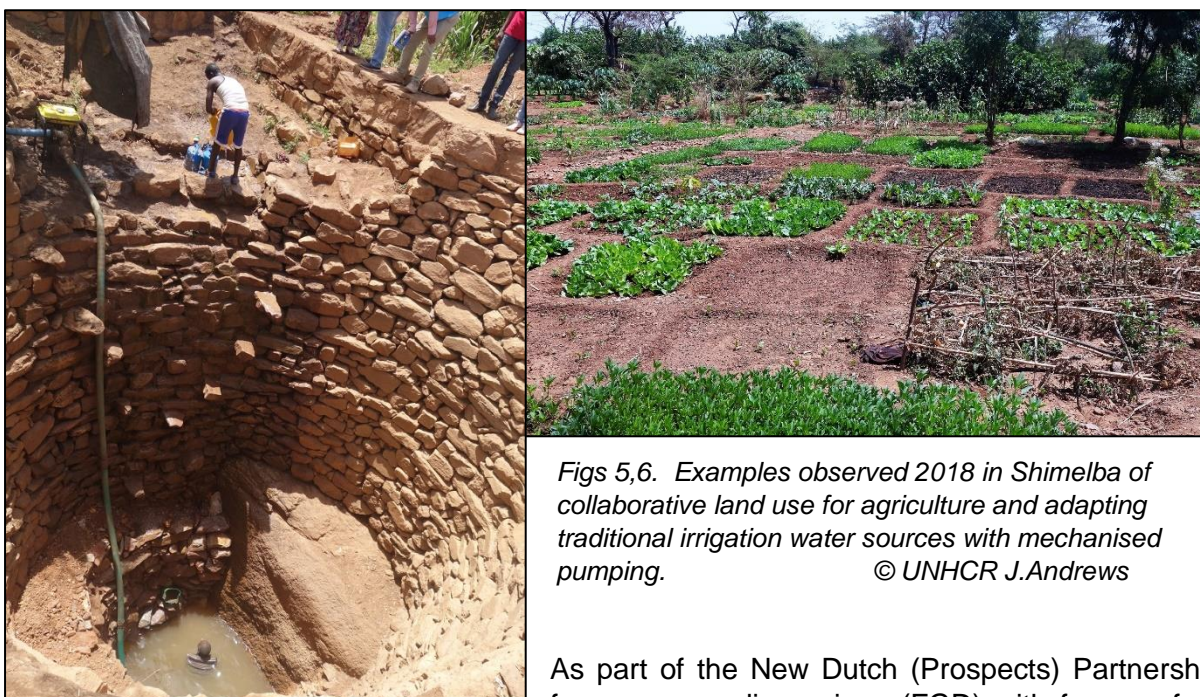 Figs 5,6. Examples observed 2018 in Shimelba of
collaborative land use for agriculture and adapting
traditional irrigation water sources with mechanised
pumping. © UNHCR J.Andrews
As part of the New Dutch (Prospects)